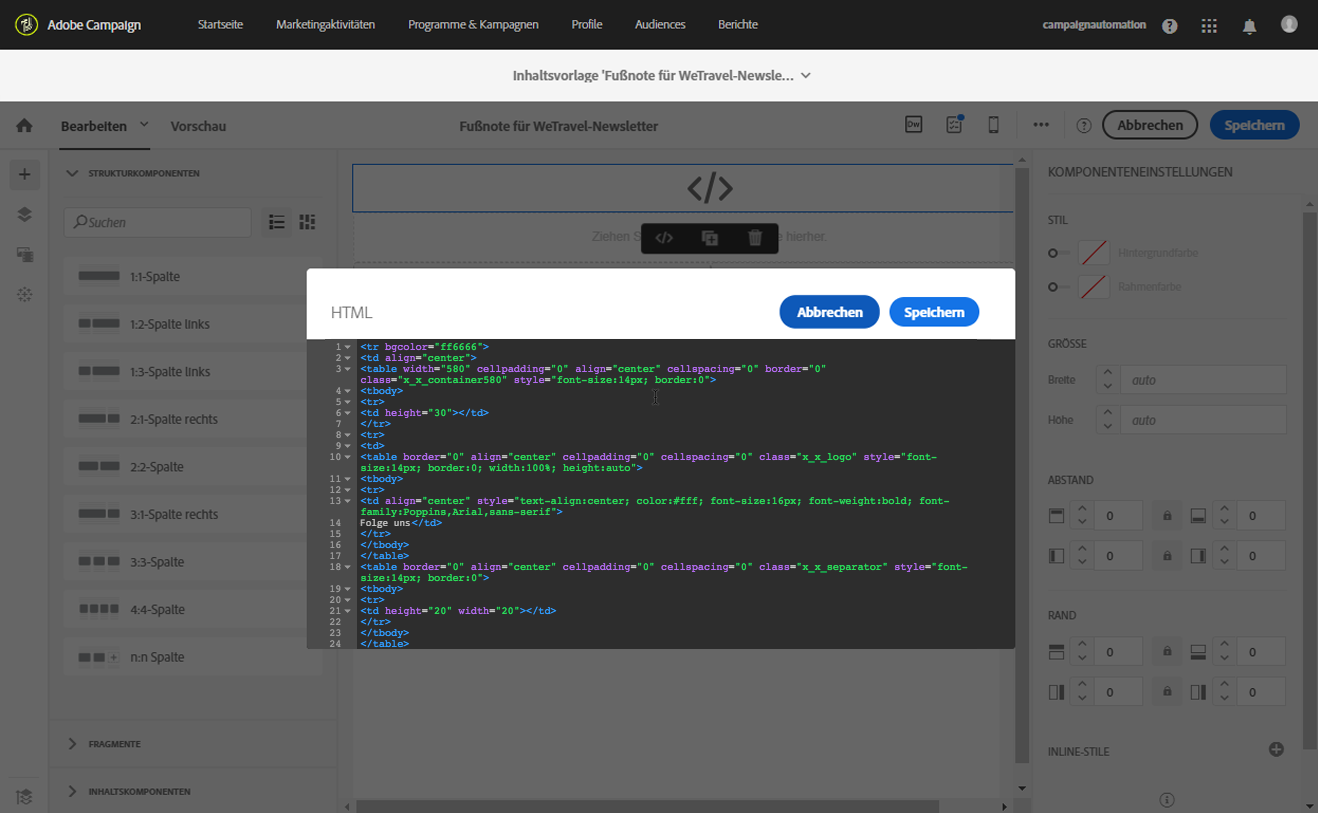 Adobe Campaign Startseite Marketingaktivitäten Programme & Kampagnen Profile Audiences Berichte campaignautomation
Inhaltsvorlage 'Fußnote für WeTravel-Newsle...
Bearbeiten Vorschau Fußnote für WeTravel-Newsletter Dw Abbrechen Speichern
STRUKTURKOMPONENTEN
Suchen
1:1-Spalte
1:2-Spalte links
1:3-Spalte links
2:1-Spalte rechts
2:2-Spalte
3:1-Spalte rechts
3:3-Spalte
4:4-Spalte
n:n Spalte
FRAGMENTE
INHALTSKOMPONENTEN
Ziehen S hierher.
HTML Abbrechen Speichern
1 <tr bgcolor="ff6666">
2 <td align="center">
3 <table width="580" cellpadding="0" align="center" cellspacing="0" border="0"
class="x_x_container580" style="font-size:14px; border:0">
4 <tbody>
5 <tr>
6 <td height="30"></td>
7 </tr>
8 <tr>
9 <td>
10 <table border="0" align="center" cellpadding="0" cellspacing="0" class="x_x_logo" style="font-
size:14px; border:0; width:100%; height:auto">
11 <tbody>
12 <tr>
13 <td align="center" style="text-align:center; color:#fff; font-size:16px; font-weight:bold; font-
family:Poppins,Arial,sans-serif">
14 Folge uns</td>
15 </tr>
16 </tbody>
17 </table>
18 <table border="0" align="center" cellpadding="0" cellspacing="0" class="x_x_separator" style="font-
size:14px; border:0">
19 <tbody>
20 <tr>
21 <td height="20" width="20"></td>
22 </tr>
23 </tbody>
24 </table>
KOMPONENTENEINSTELLUNGEN
STIL
Hintergrundfarbe
Rahmenfarbe
GRÖSSE
Breite auto
Höhe auto
ABSTAND
0 0
0 0
RAND
0 0
0 0
INLINE-STILE